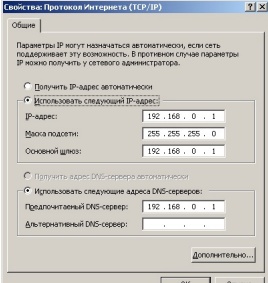 Свойства: Протокол Интернета (TCP/IP)
Общие
Параметры IP могут назначаться автоматически, если сеть
поддерживает эту возможность. В противном случае параметры
IP можно получить у сетевого администратора.
Получить IP-адрес автоматически
Использовать следующий IP-адрес:
IP-адрес: 192 . 168 . 0 . 1
Маска подсети: 255 . 255 . 255 . 0
Основной шлюз: 192 . 168 . 0 . 1
Получить адрес DNS-сервера автоматически
Использовать следующие адреса DNS-серверов:
Предпочитаемый DNS-сервер: 192 . 168 . 0 . 1
Альтернативный DNS-сервер: . . .
Дополнительно...